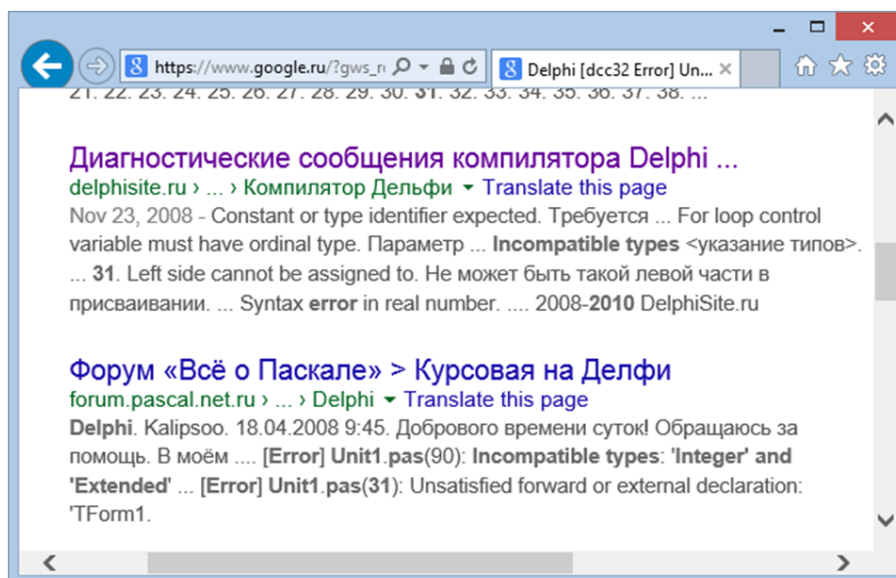 https://www.google.ru/?gws_r
Delphi [dcc32 Error] Un...
21. 22. 23. 24. 25. 26. 27. 28. 29. 30. 31. 32. 33. 34. 35. 36. 37. 38. ...
Диагностические сообщения компилятора Delphi ...
delphisite.ru › ... › Компилятор Дельфи Translate this page
Nov 23, 2008 - Constant or type identifier expected. Требуется ... For loop control
variable must have ordinal type. Параметр ... Incompatible types <указание типов>.
... 31. Left side cannot be assigned to. Не может быть такой левой части в
присваивании. ... Syntax error in real number. .... 2008-2010 DelphiSite.ru
Форум «Всё о Паскале» > Курсовая на Делфи
forum.pascal.net.ru › ... › Delphi Translate this page
Delphi. Kalipsoo. 18.04.2008 9:45. Доброго времени суток! Обращаюсь за
помощь. В моём .... [Error] Unit1.pas(90): Incompatible types: 'Integer' and
'Extended' ... [Error] Unit1.pas(31): Unsatisfied forward or external declaration:
'TForm1.